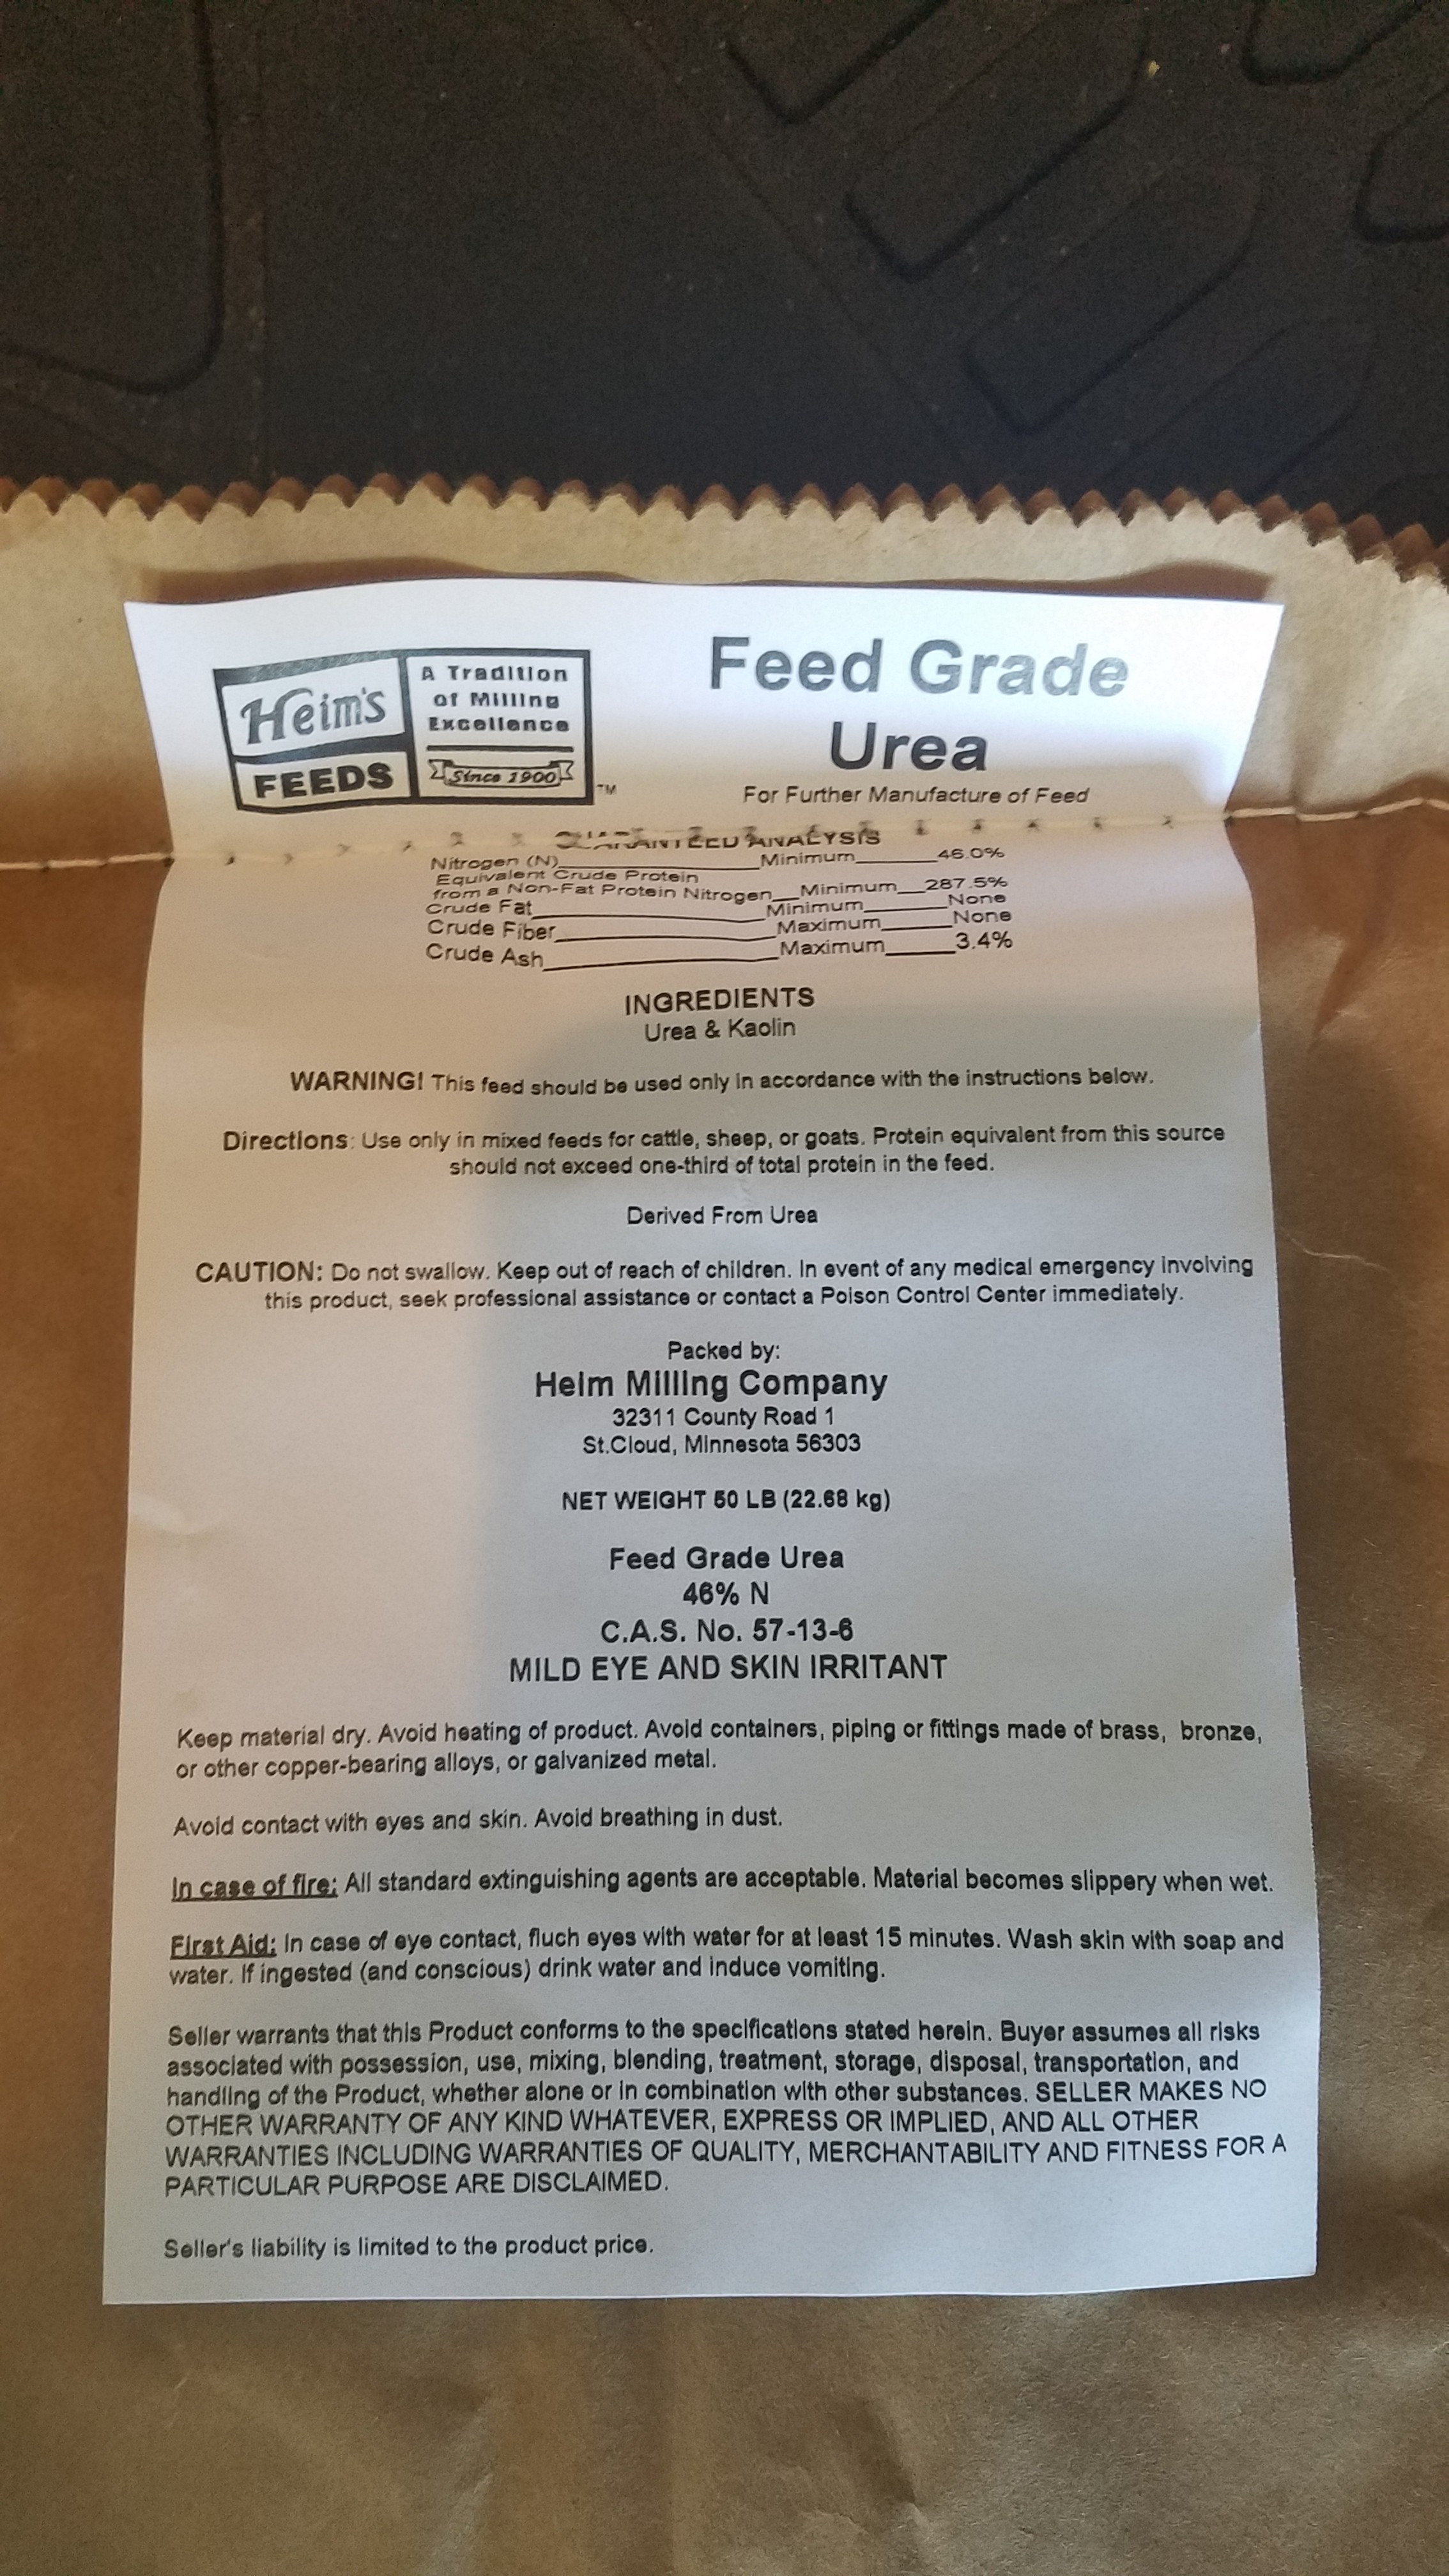 Heim's
FEEDS
A Tradition
of Milling
Excellence
Since 1900
TM
Feed Grade
Urea
For Further Manufacture of Feed
GUARANTEED ANALYSIS
Nitrogen (N)____Minimum____46.0%
Equivalent Crude Protein
from a Non-Fat Protein Nitrogen__Minimum__287.5%
Crude Fat____Minimum____None
Crude Fiber____Maximum____None
Crude Ash____Maximum____3.4%
INGREDIENTS
Urea & Kaolin
WARNING! This feed should be used only in accordance with the instructions below.
Directions: Use only in mixed feeds for cattle, sheep, or goats. Protein equivalent from this source
should not exceed one-third of total protein in the feed.
Derived From Urea
CAUTION: Do not swallow. Keep out of reach of children. In event of any medical emergency involving
this product, seek professional assistance or contact a Poison Control Center immediately.
Packed by:
Heim Milling Company
32311 County Road 1
St.Cloud, Minnesota 56303
NET WEIGHT 50 LB (22.68 kg)
Feed Grade Urea
46% N
C.A.S. No. 57-13-6
MILD EYE AND SKIN IRRITANT
Keep material dry. Avoid heating of product. Avoid containers, piping or fittings made of brass, bronze,
or other copper-bearing alloys, or galvanized metal.
Avoid contact with eyes and skin. Avoid breathing in dust.
In case of fire: All standard extinguishing agents are acceptable. Material becomes slippery when wet.
First Aid: In case of eye contact, fluch eyes with water for at least 15 minutes. Wash skin with soap and
water. If ingested (and conscious) drink water and induce vomiting.
Seller warrants that this Product conforms to the specifications stated herein. Buyer assumes all risks
associated with possession, use, mixing, blending, treatment, storage, disposal, transportation, and
handling of the Product, whether alone or in combination with other substances. SELLER MAKES NO
OTHER WARRANTY OF ANY KIND WHATEVER, EXPRESS OR IMPLIED, AND ALL OTHER
WARRANTIES INCLUDING WARRANTIES OF QUALITY, MERCHANTABILITY AND FITNESS FOR A
PARTICULAR PURPOSE ARE DISCLAIMED.
Seller's liability is limited to the product price.